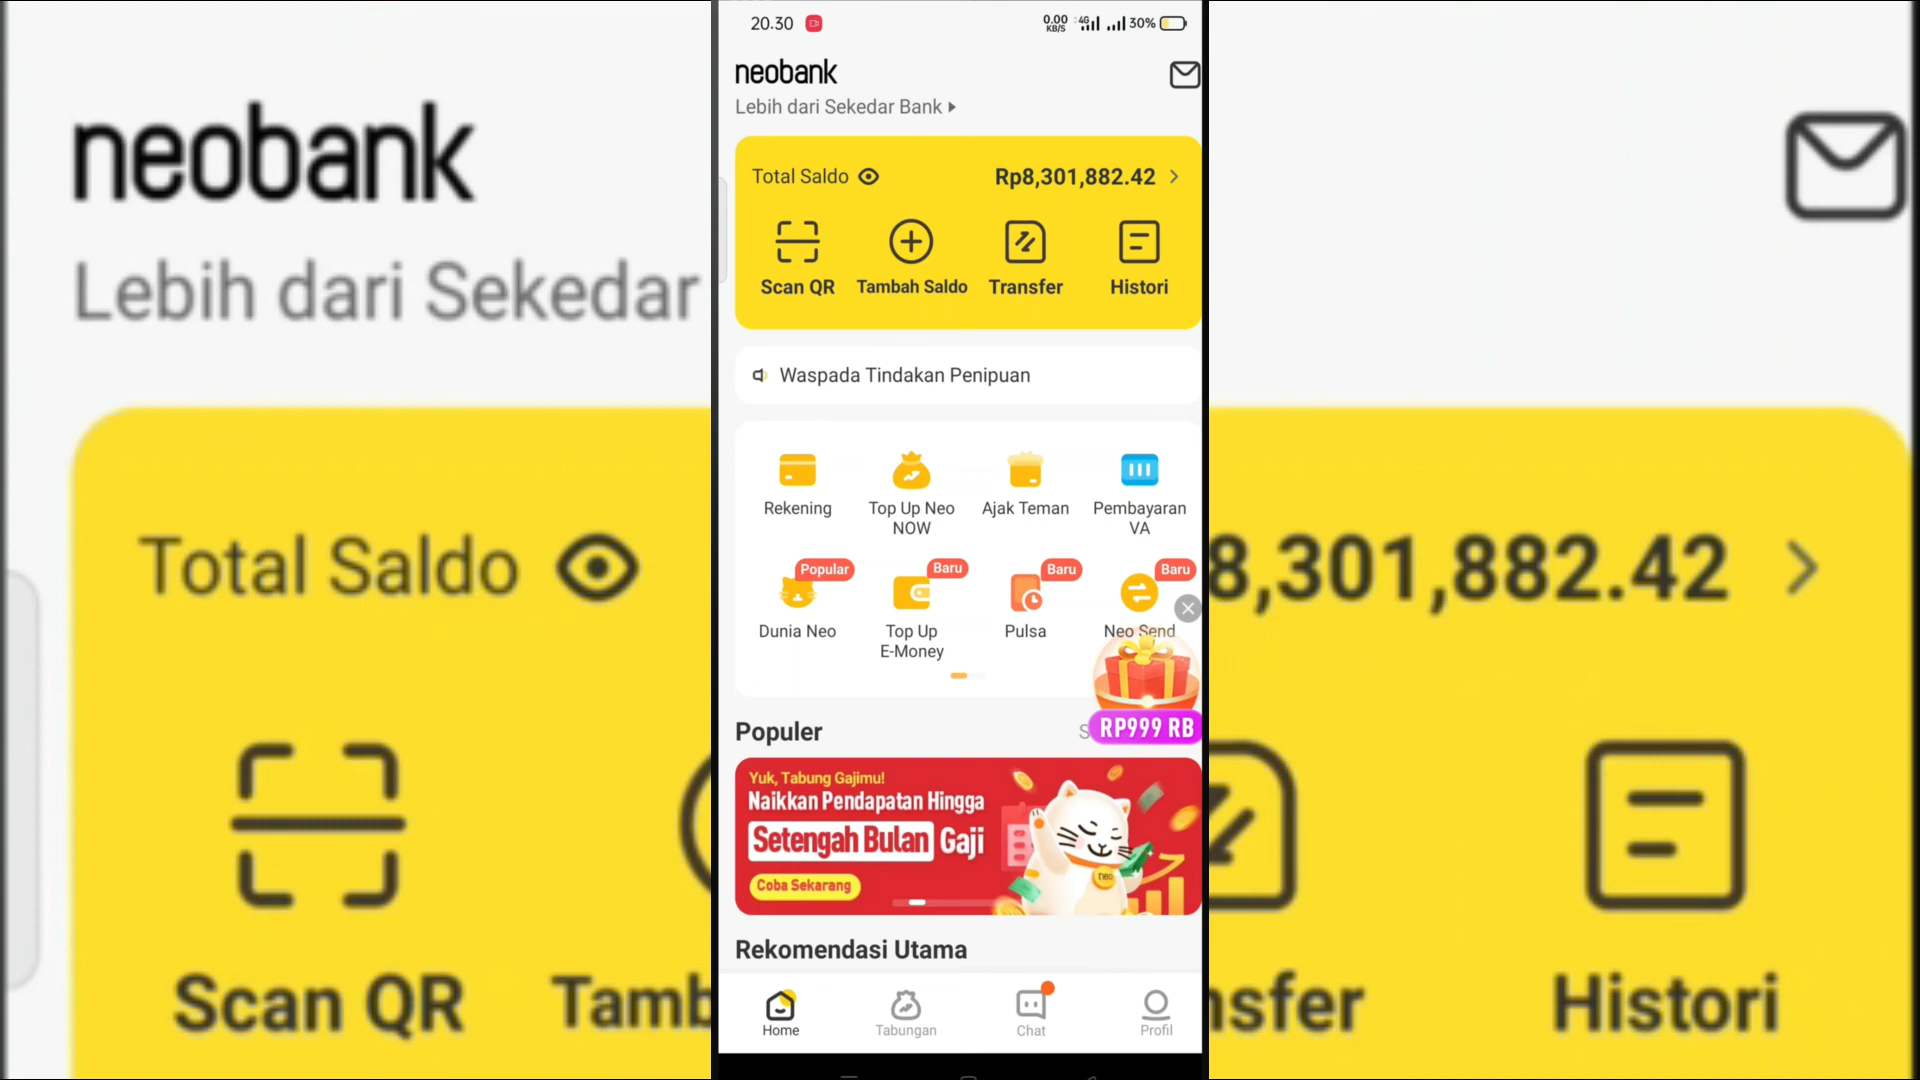 20.30
0.00 KB/S 4G 30%
neobank
Lebih dari Sekedar Bank
Total Saldo Rp8,301,882.42
Scan QR Tambah Saldo Transfer Histori
Waspada Tindakan Penipuan
Rekening Top Up Neo NOW Ajak Teman Pembayaran VA
Popular Baru Baru Baru
Dunia Neo Top Up E-Money Pulsa Neo Send
Populer
RP999 RB
Yuk, Tabung Gajimu!
Naikkan Pendapatan Hingga
Setengah Bulan Gaji
neo
Coba Sekarang
Rekomendasi Utama
Home Tabungan Chat Profil
neobank
Lebih dari Sekedar
Total Saldo
8,301,882.42
Scan QR
Tamb
nsfer
Histori